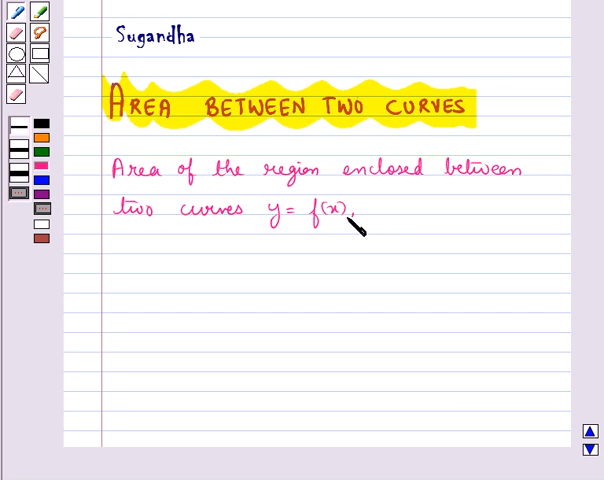 Sugandha
AREA BETWEEN TWO CURVES
Area of the region enclosed between
two curves y = f(x),